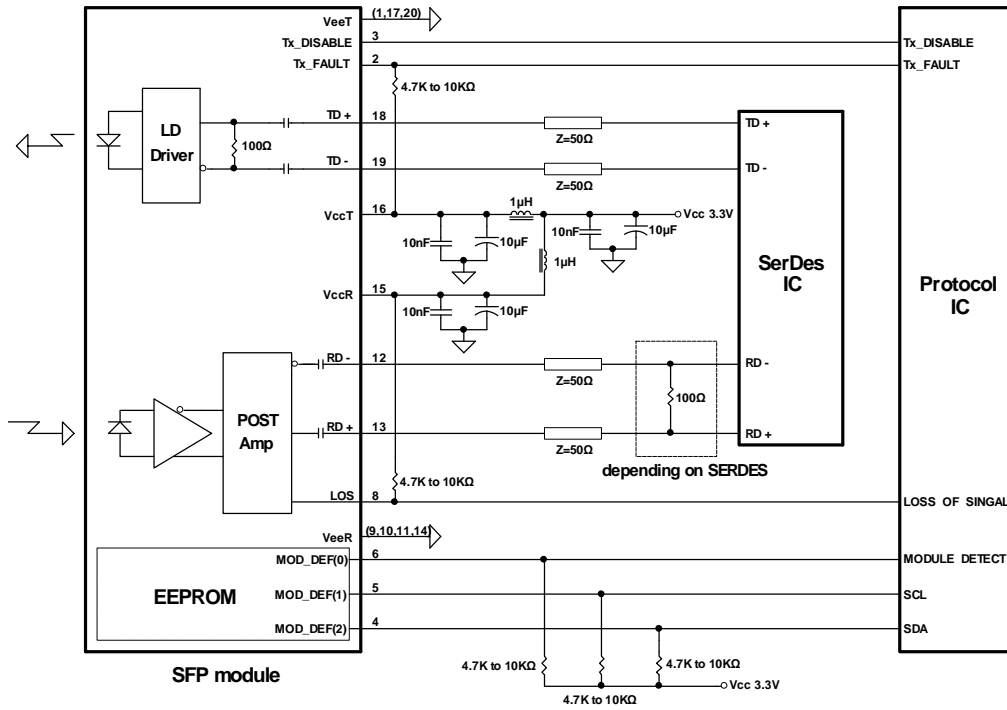 VeeT (1,17,20)
Tx_DISABLE 3 Tx_DISABLE
Tx_FAULT 2 Tx_FAULT
4.7K to 10KΩ
LD
Driver
100Ω
TD + 18 TD +
Z=50Ω
TD - 19 TD -
Z=50Ω
1µH
VccT 16 Vcc 3.3V
10nF 10µF 10nF 10µF
1µH
SerDes
IC
Protocol
IC
VccR 15
10nF 10µF
RD - 12 RD -
Z=50Ω
100Ω
POST
Amp
RD + 13 RD +
Z=50Ω
depending on SERDES
4.7K to 10KΩ
LOS 8 LOSS OF SINGAL
VeeR (9,10,11,14)
MOD_DEF(0) 6 MODULE DETECT
EEPROM
MOD_DEF(1) 5 SCL
MOD_DEF(2) 4 SDA
SFP module
4.7K to 10KΩ 4.7K to 10KΩ
4.7K to 10KΩ
Vcc 3.3V